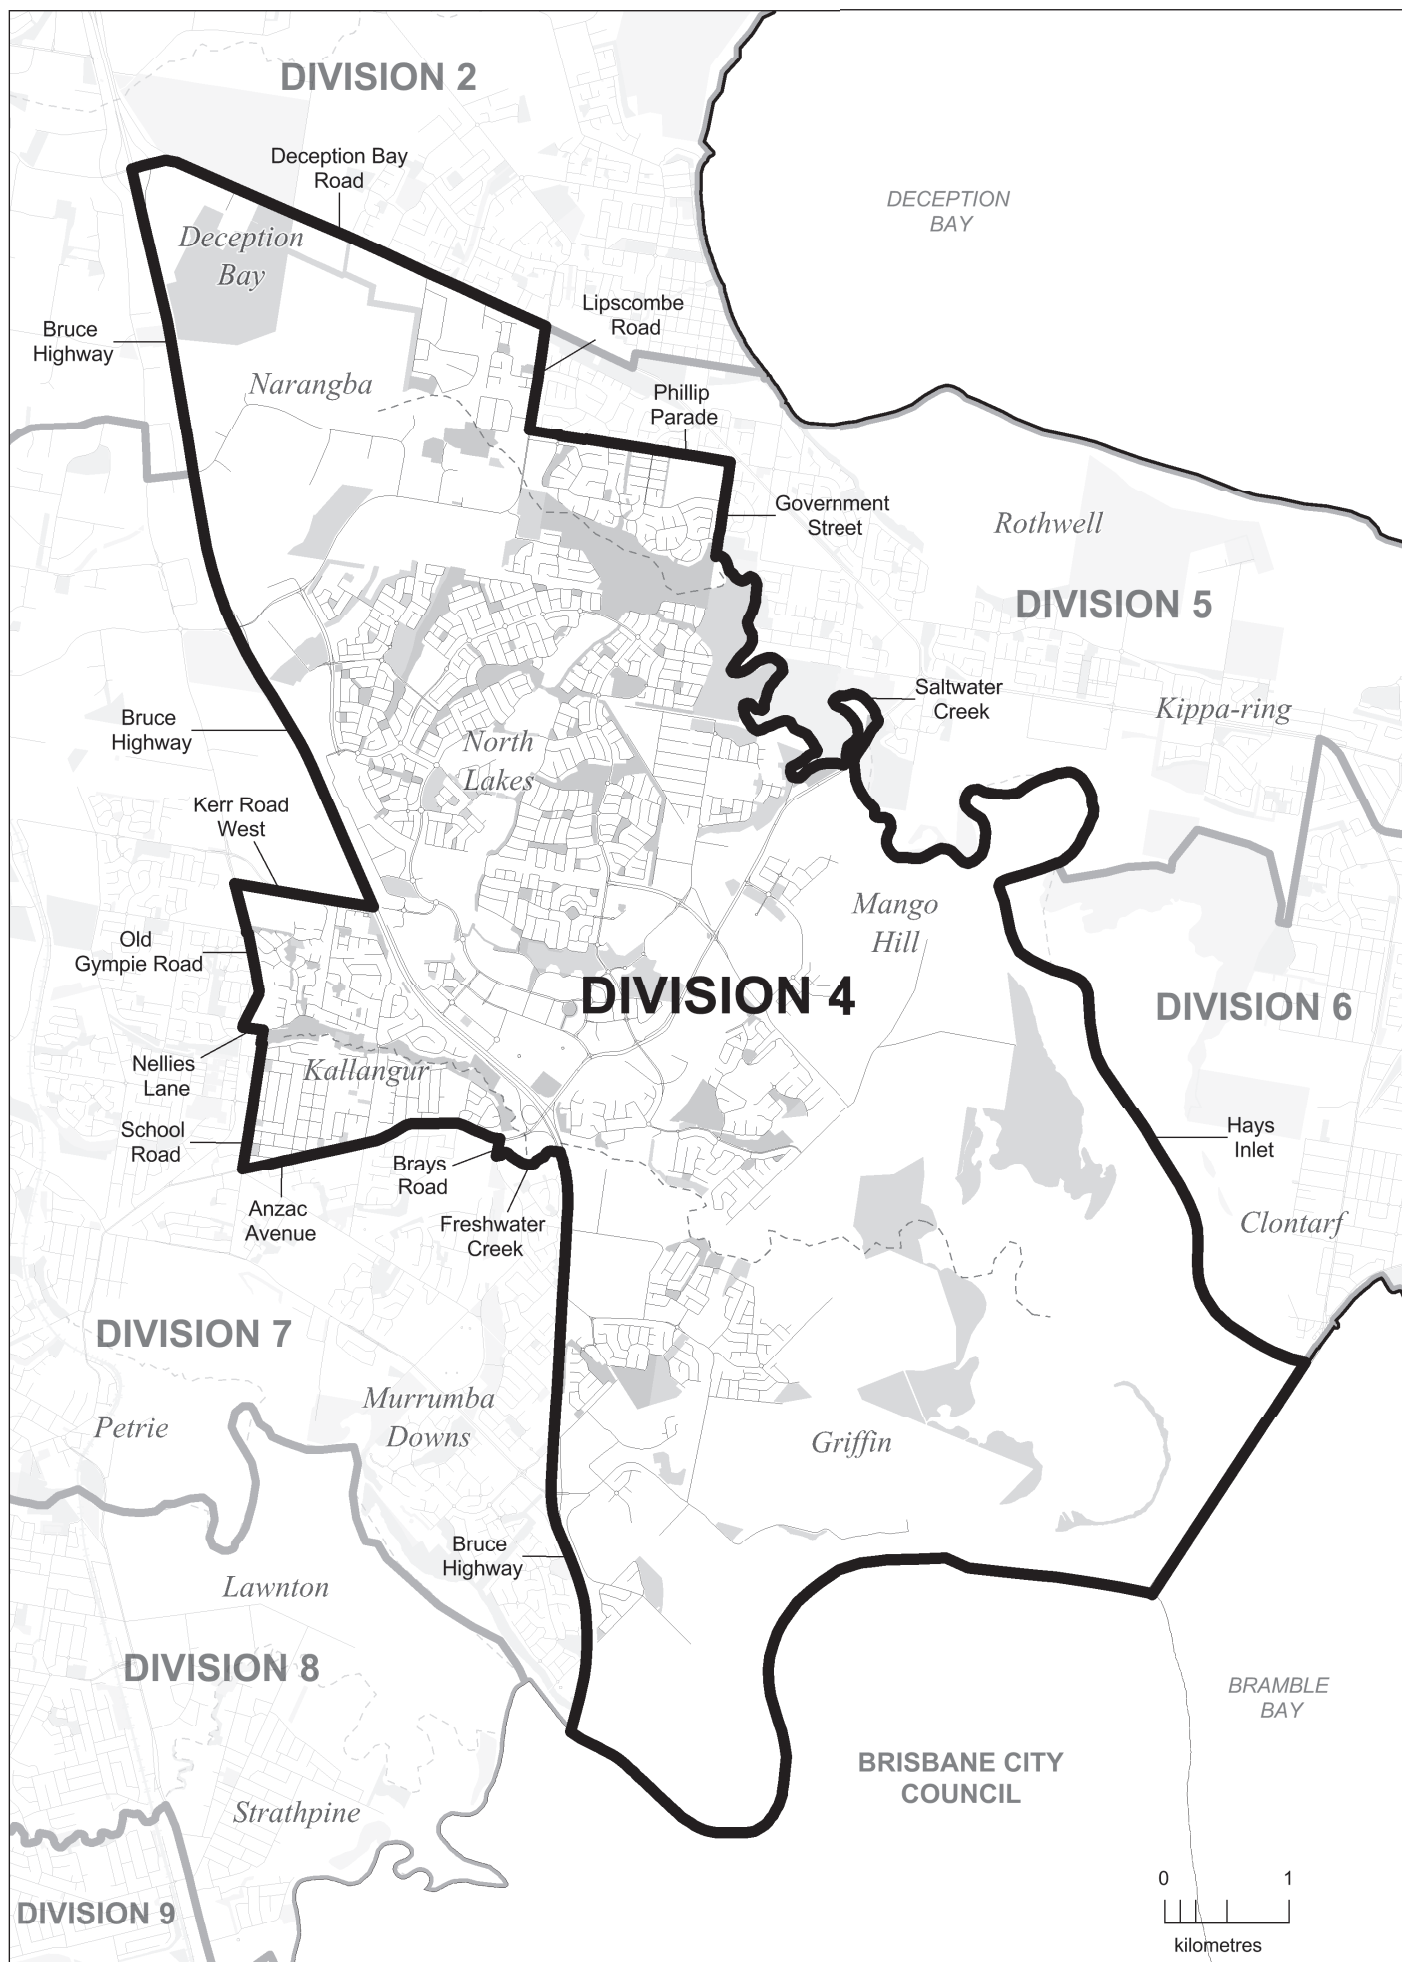 DIVISION 2
Deception Bay
Road
DECEPTION
BAY
Deception
Bay
Lipscombe
Road
Bruce
Highway
Narangba
Phillip
Parade
Government
Street
Rothwell
DIVISION 5
Saltwater
Creek
Kippa-ring
Bruce
Highway
North
Lakes
Kerr Road
West
Mango
Hill
Old
Gympie Road
DIVISION 4
DIVISION 6
Nellies
Lane
Kallangur
School
Road
Hays
Inlet
Brays
Road
Anzac
Avenue
Freshwater
Creek
Clontarf
DIVISION 7
Murrumba
Downs
Petrie
Griffin
Bruce
Highway
Lawnton
DIVISION 8
BRAMBLE
BAY
BRISBANE CITY
COUNCIL
Strathpine
DIVISION 9
0 1
kilometres